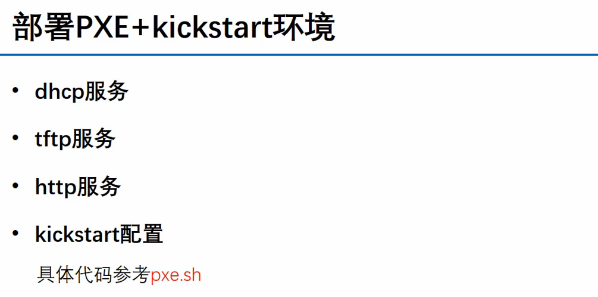 部署PXE+kickstart环境
• dhcp服务
• tftp服务
• http服务
• kickstart配置
具体代码参考pxe.sh